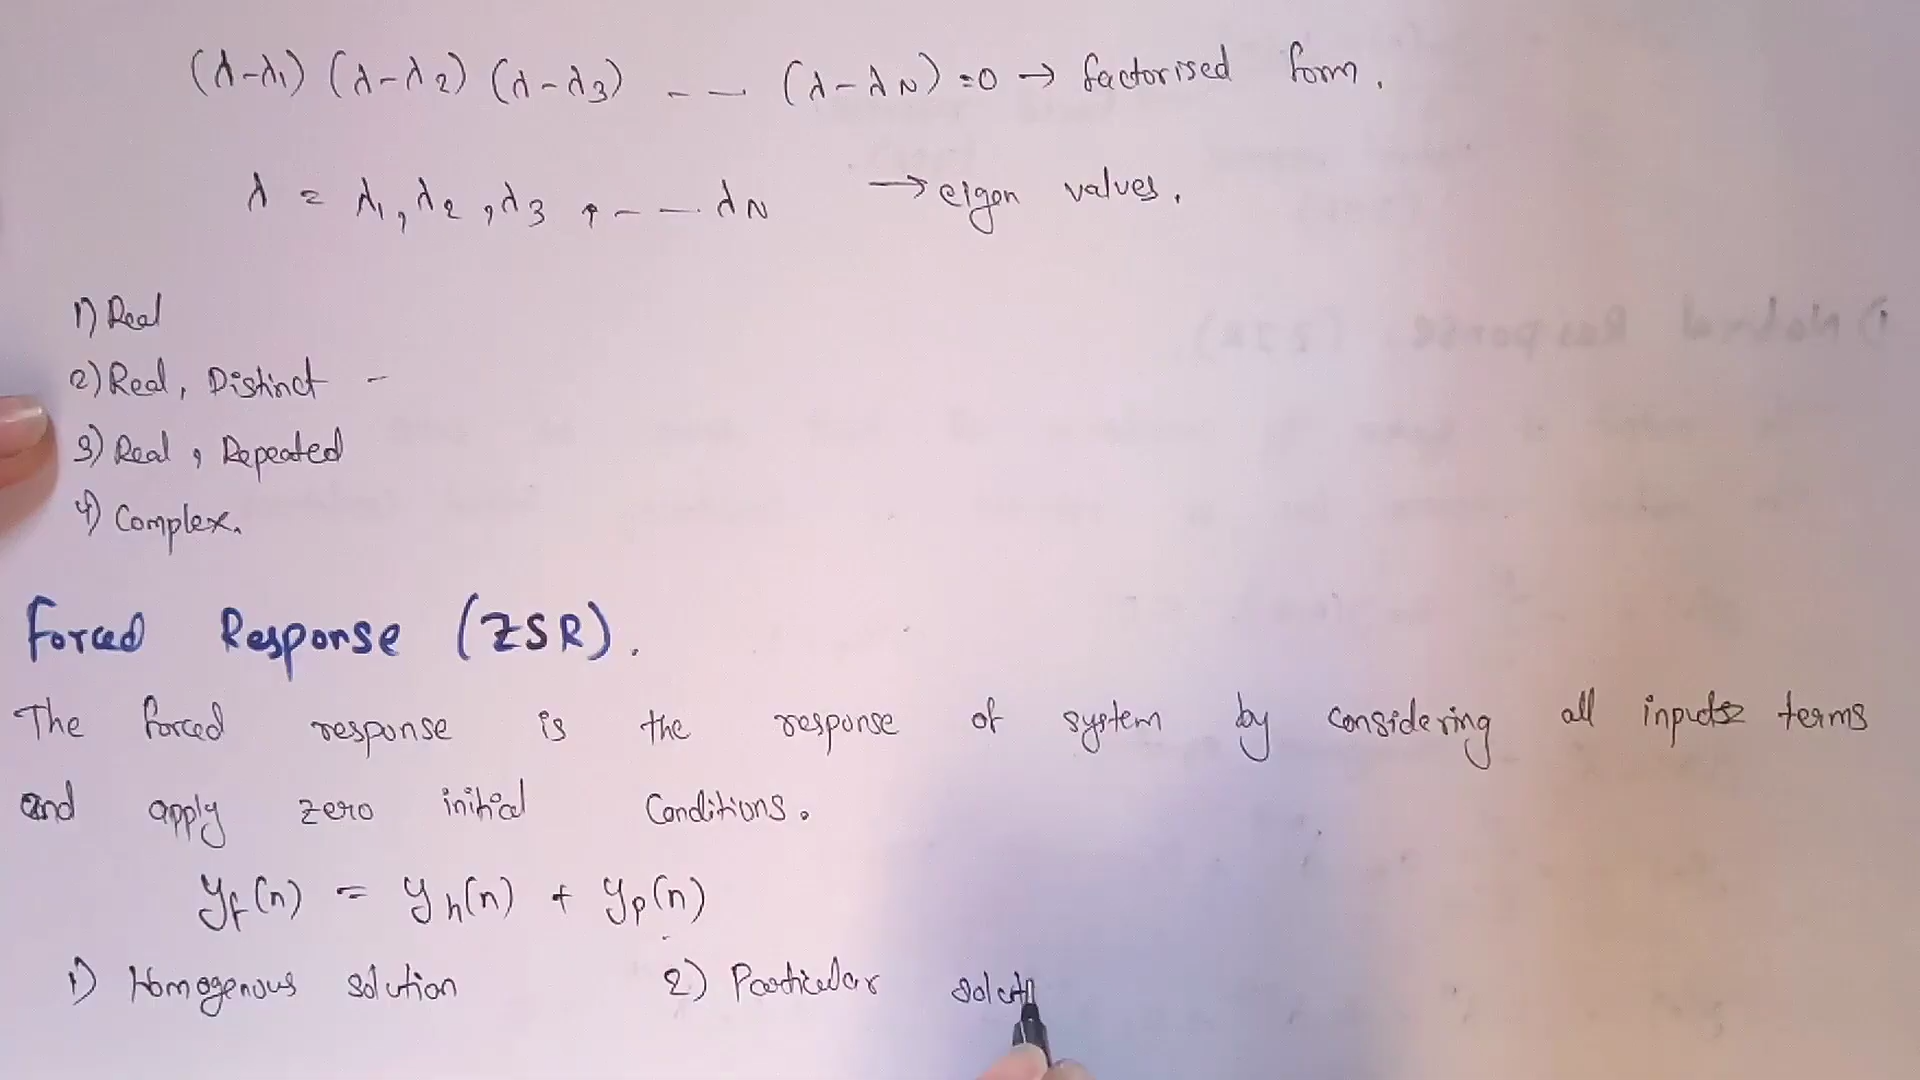 (λ-λ1) (λ-λ2) (λ-λ3) - - (λ-λN) = 0 → factorised form.
λ = λ1, λ2, λ3, - - λN → eigen values.
1) Real
2) Real, Distinct -
3) Real, Repeated
4) Complex.
Forced Response (ZSR).
The forced response is the response of system by considering all inputs terms
and apply zero initial conditions.
yf(n) = yh(n) + yp(n)
1) Homogenous solution 2) Particular soluti